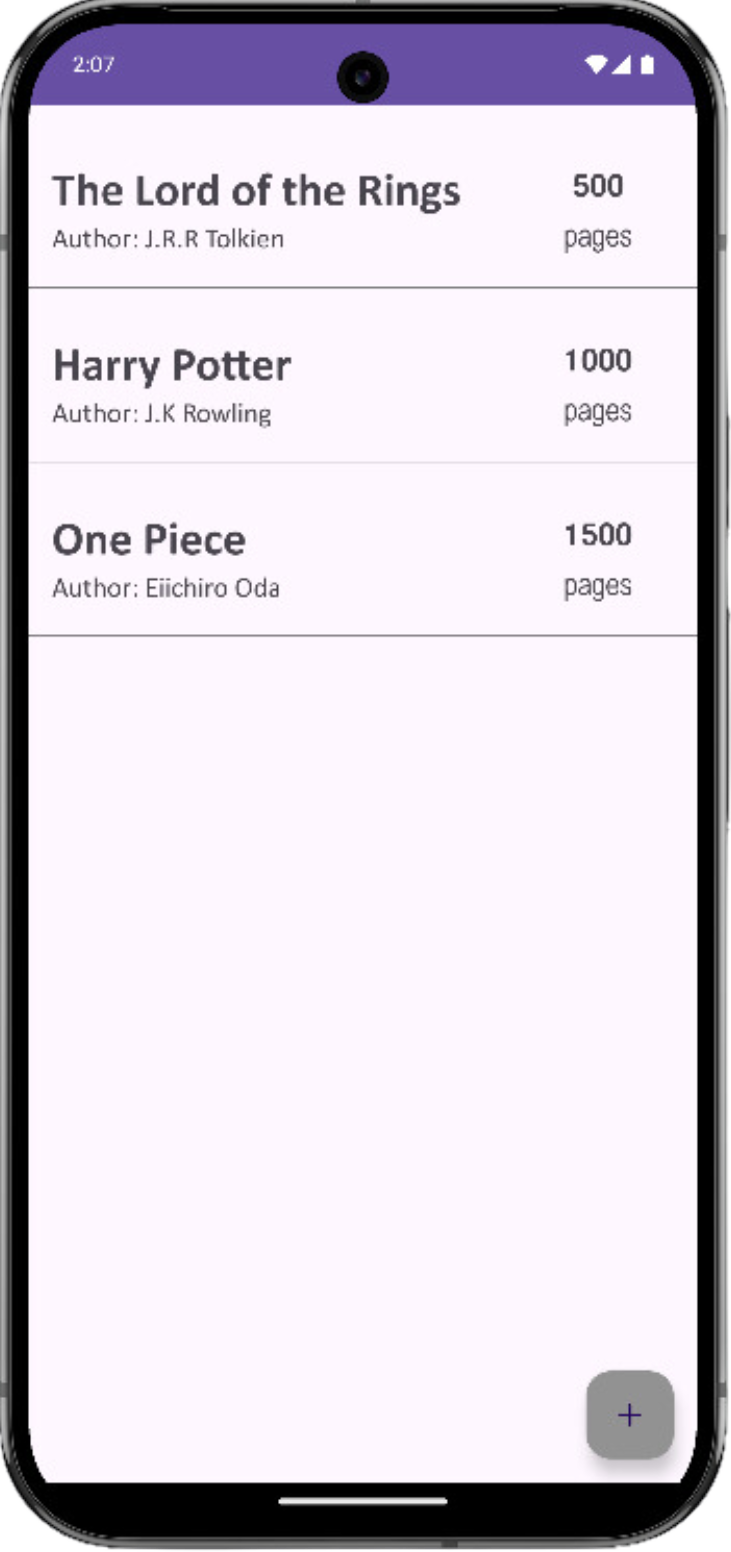 2:07
The Lord of the Rings
500
Author: J.R.R Tolkien
pages
Harry Potter
1000
Author: J.K Rowling
pages
One Piece
1500
Author: Eiichiro Oda
pages
+